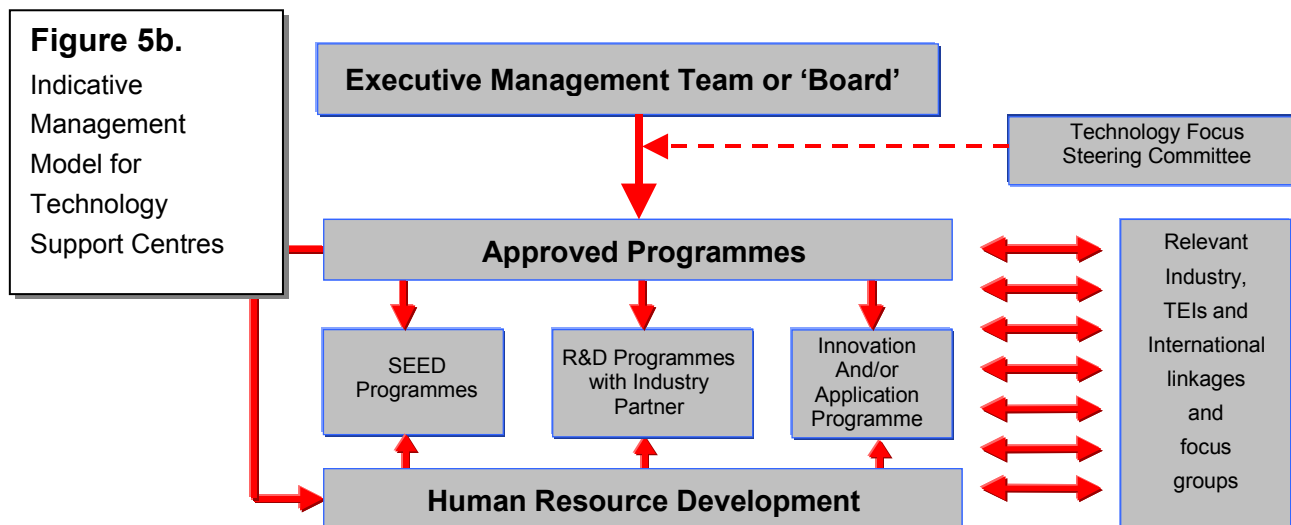 Figure 5b.
Indicative
Management
Model for
Technology
Support Centres
Executive Management Team or ‘Board’
Technology Focus
Steering Committee
Approved Programmes
SEED
Programmes
R&D Programmes
with Industry
Partner
Innovation
And/or
Application
Programme
Relevant
Industry,
TEIs and
International
linkages
and
focus
groups
Human Resource Development